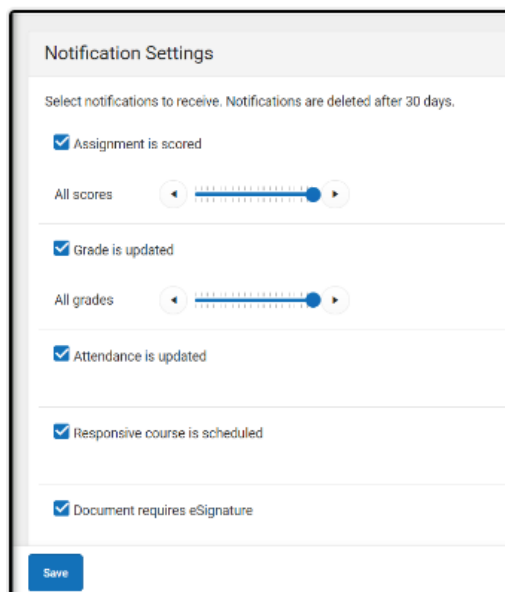 Notification Settings
Select notifications to receive. Notifications are deleted after 30 days.
Assignment is scored
All scores
Grade is updated
All grades
Attendance is updated
Responsive course is scheduled
Document requires eSignature
Save